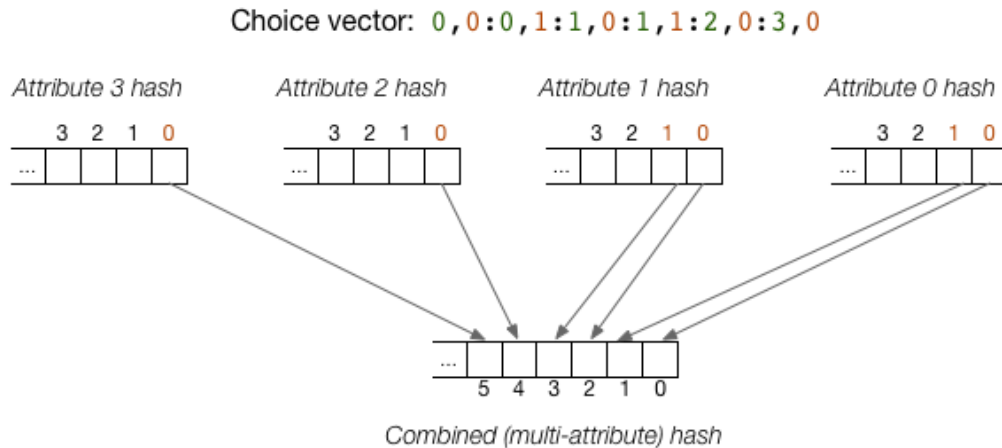 Choice vector: 0,0:0,1:1,0:1,1:2,0:3,0
Attribute 3 hash Attribute 2 hash Attribute 1 hash Attribute 0 hash
3 2 1 0 3 2 1 0 3 2 1 0 3 2 1 0
... ... ... ...
...
5 4 3 2 1 0
Combined (multi-attribute) hash